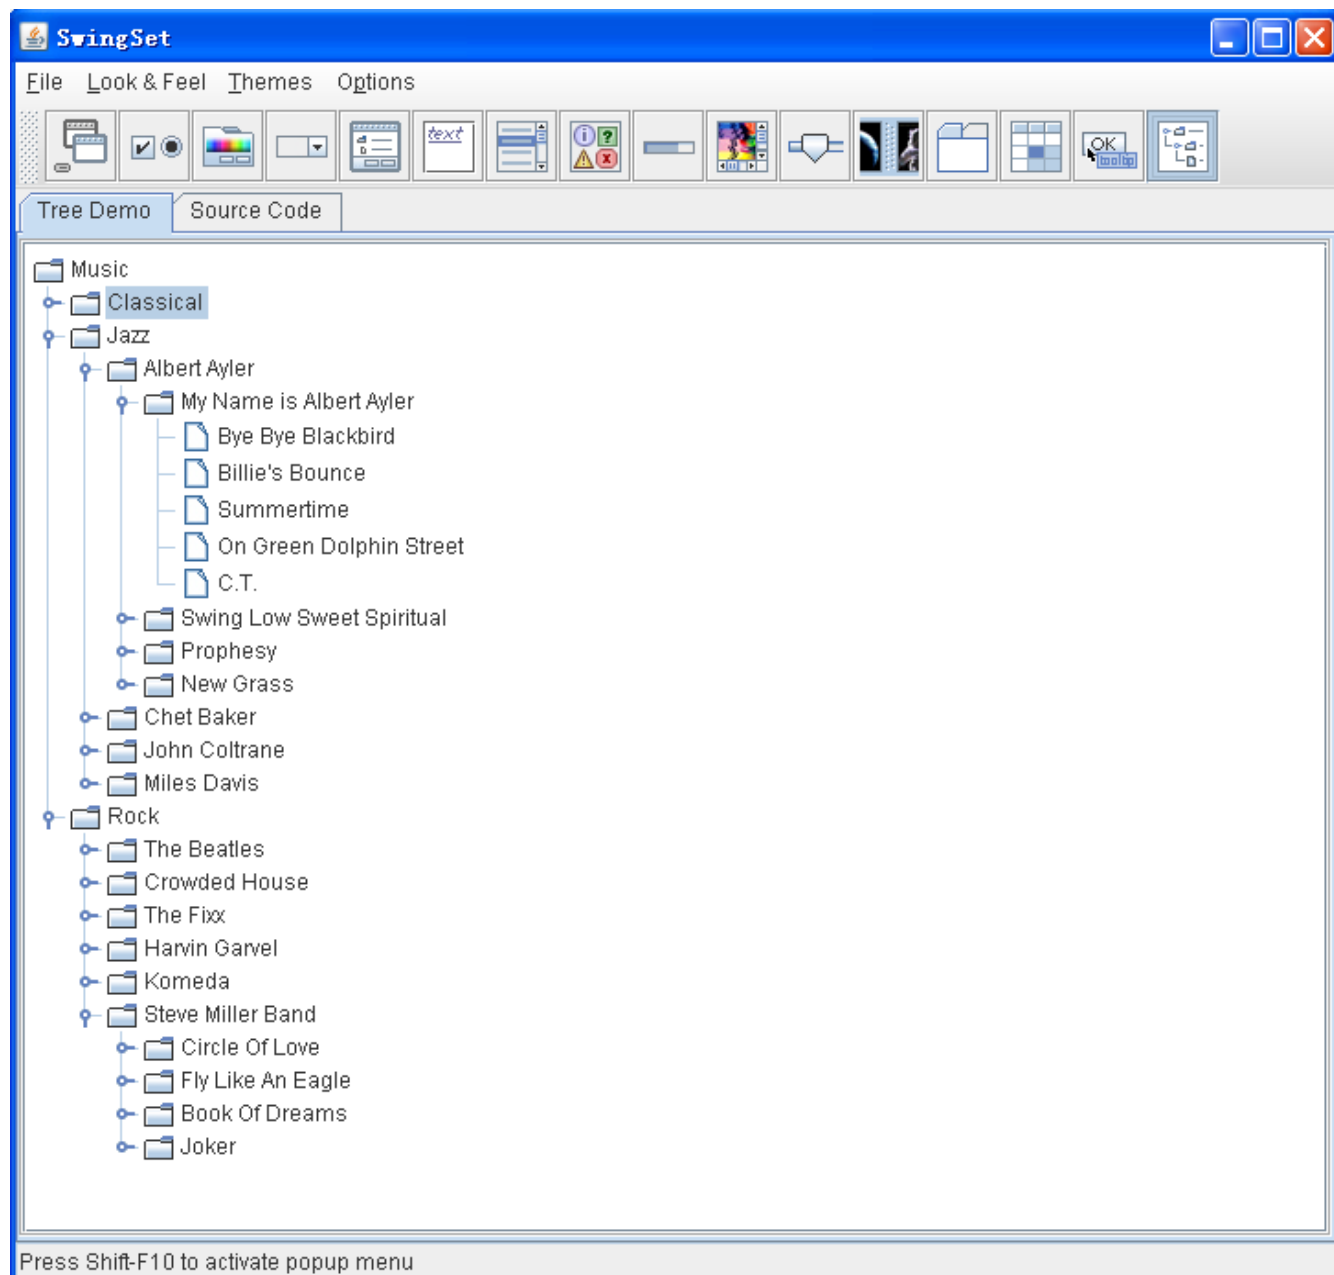 SwingSet
File Look & Feel Themes Options
text
OK
tool tip
Tree Demo Source Code
Music
Classical
Jazz
Albert Ayler
My Name is Albert Ayler
Bye Bye Blackbird
Billie's Bounce
Summertime
On Green Dolphin Street
C.T.
Swing Low Sweet Spiritual
Prophesy
New Grass
Chet Baker
John Coltrane
Miles Davis
Rock
The Beatles
Crowded House
The Fixx
Harvin Garvel
Komeda
Steve Miller Band
Circle Of Love
Fly Like An Eagle
Book Of Dreams
Joker
Press Shift-F10 to activate popup menu